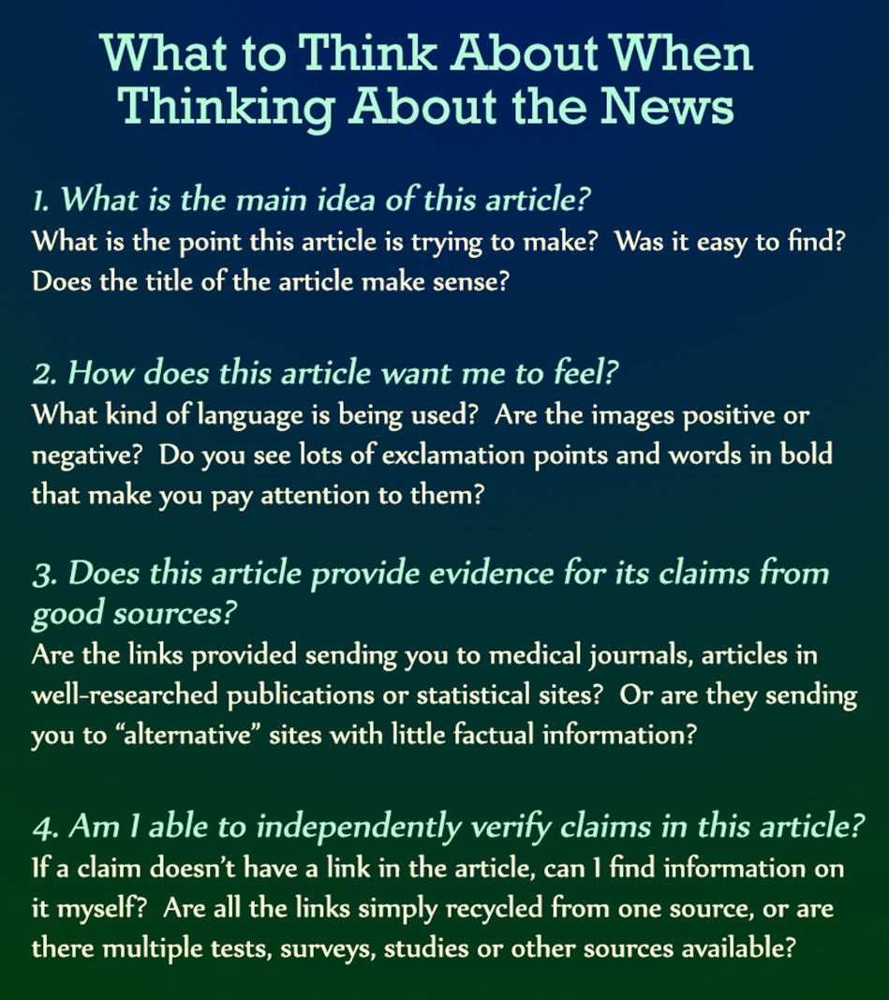 What to Think About When
Thinking About the News
1. What is the main idea of this article?
What is the point this article is trying to make?  Was it easy to find?
Does the title of the article make sense?
2. How does this article want me to feel?
What kind of language is being used?  Are the images positive or
negative?  Do you see lots of exclamation points and words in bold
that make you pay attention to them?
3. Does this article provide evidence for its claims from
good sources?
Are the links provided sending you to medical journals, articles in
well-researched publications or statistical sites?  Or are they sending
you to “alternative” sites with little factual information?
4. Am I able to independently verify claims in this article?
If a claim doesn’t have a link in the article, can I find information on
it myself?  Are all the links simply recycled from one source, or are
there multiple tests, surveys, studies or other sources available?